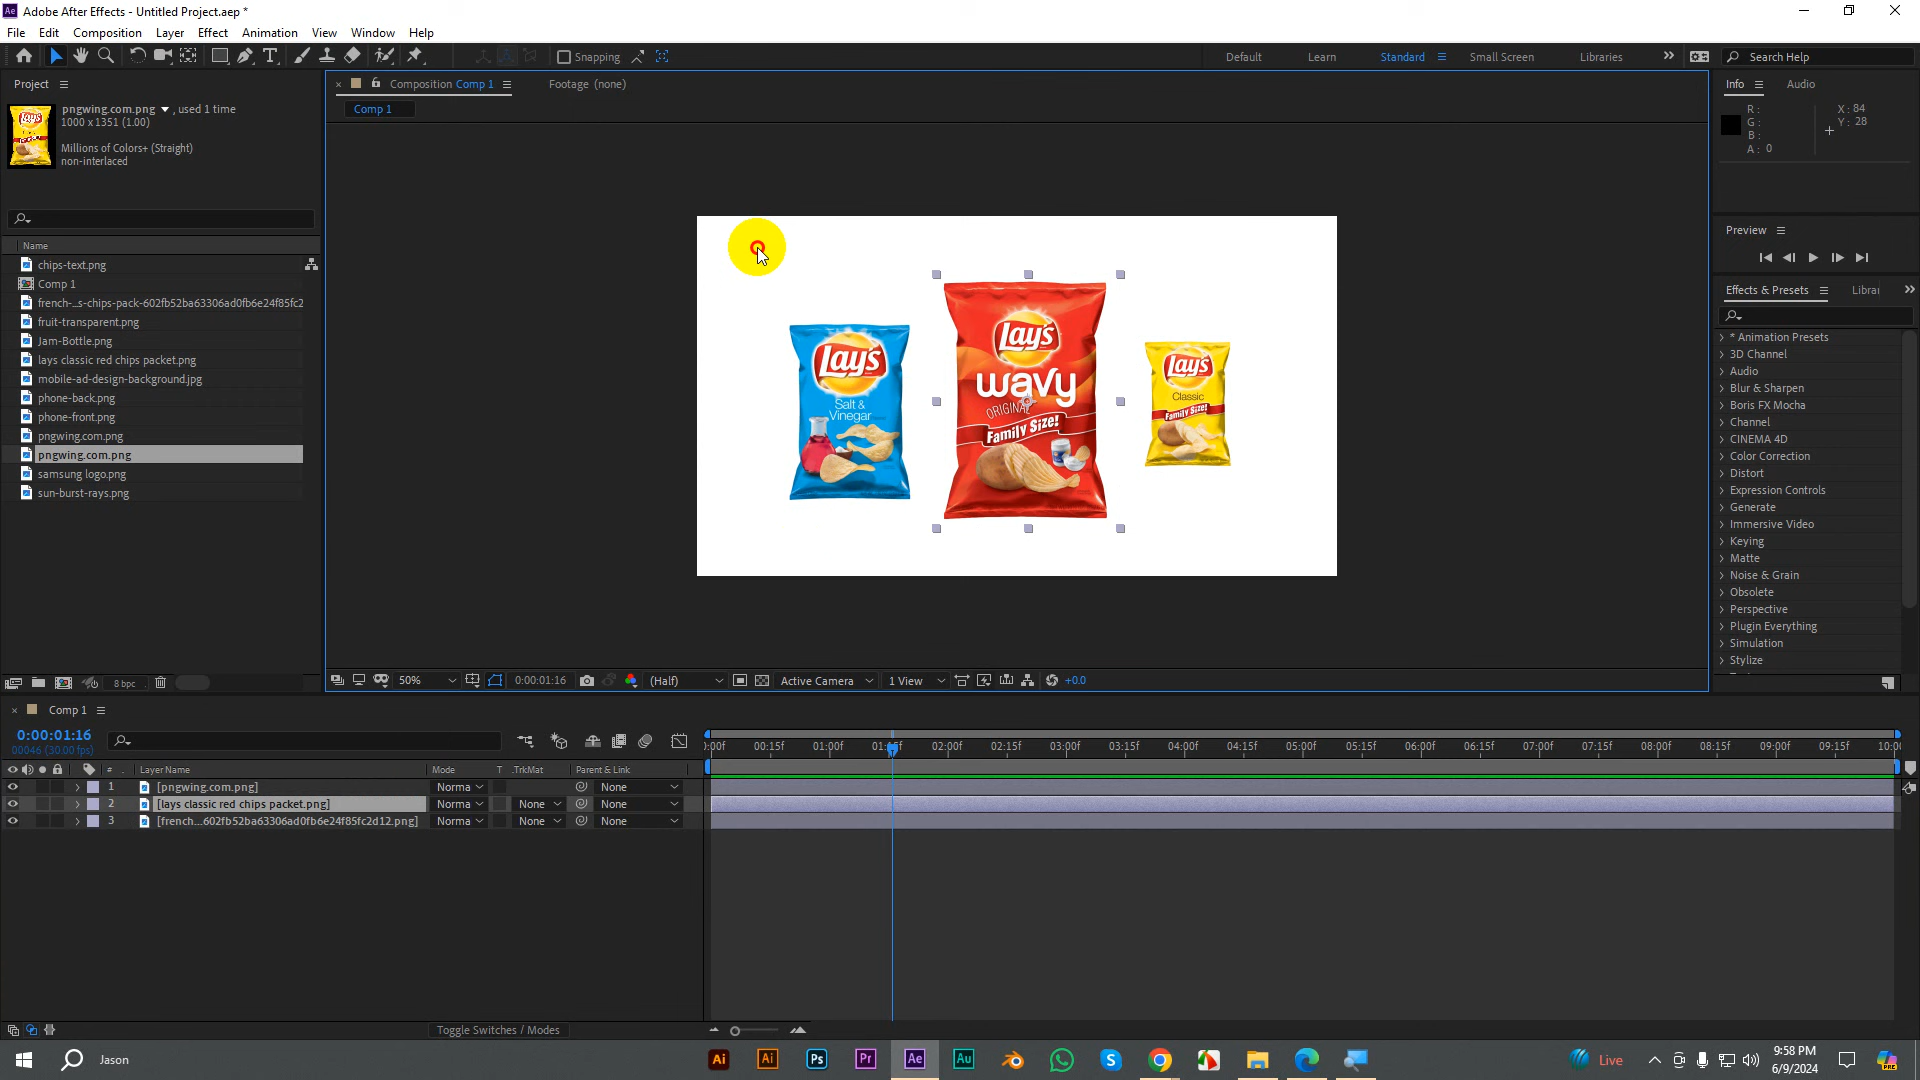 Adobe After Effects - Untitled Project.aep *
File Edit Composition Layer Effect Animation View Window Help
Snapping
Default Learn Standard Small Screen Libraries
Search Help
Project
pngwing.com.png , used 1 time
1000 x 1351 (1.00)
Millions of Colors+ (Straight)
non-interlaced
Name
chips-text.png
Comp 1
french-...s-chips-pack-602fb52ba63306ad0fb6e24f85fc2
fruit-transparent.png
Jam-Bottle.png
lays classic red chips packet.png
mobile-ad-design-background.jpg
phone-back.png
phone-front.png
pngwing.com.png
pngwing.com.png
samsung logo.png
sun-burst-rays.png
8 bpc
Composition Comp 1
Footage (none)
Comp 1
Lay's
Salt &
Vinegar
Lay's
wavy
ORIGINAL
Family Size!
Lay's
Classic
Family Size!
50% 0:00:01:16 (Half) Active Camera 1 View +0.0
Info Audio
R :
G :
B :
A : 0
X : 84
Y : 28
Preview
Effects & Presets Librar
* Animation Presets
3D Channel
Audio
Blur & Sharpen
Boris FX Mocha
Channel
CINEMA 4D
Color Correction
Distort
Expression Controls
Generate
Immersive Video
Keying
Matte
Noise & Grain
Obsolete
Perspective
Plugin Everything
Simulation
Stylize
Comp 1
0:00:01:16
00046 (30.00 fps)
# Layer Name Mode T .TrkMat Parent & Link
1 [pngwing.com.png] Norma None
2 [lays classic red chips packet.png] Norma None None
3 [french...602fb52ba63306ad0fb6e24f85fc2d12.png] Norma None None
:00f 00:15f 01:00f 01:15f 02:00f 02:15f 03:00f 03:15f 04:00f 04:15f 05:00f 05:15f 06:00f 06:15f 07:00f 07:15f 08:00f 08:15f 09:00f 09:15f 10:0
Toggle Switches / Modes
Jason
Ai Ai Ps Pr Ae Au
Live
9:58 PM
6/9/2024